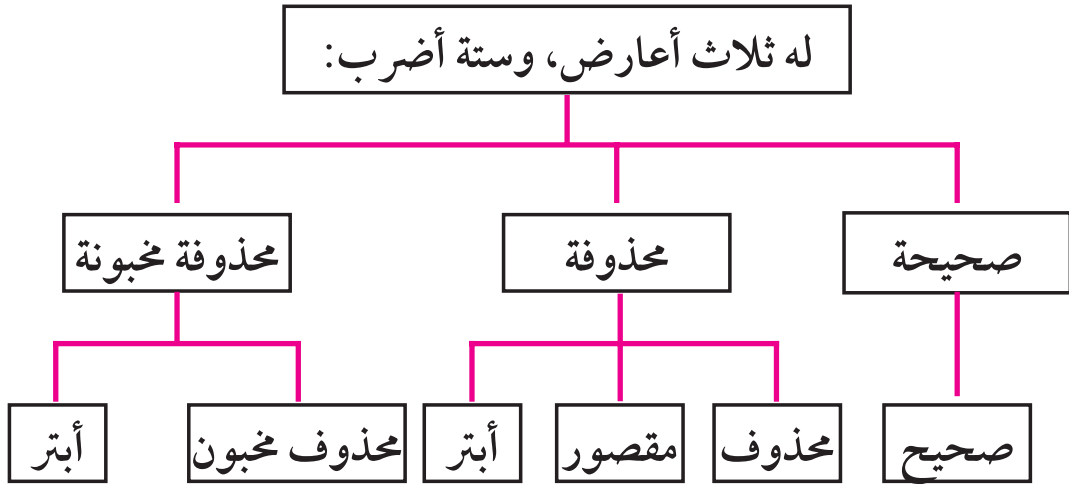 له ثلاث أعارض، وستة أضرب:
صحيحة
محذوفة
محذوفة مخبونة
صحيح
محذوف
مقصور
أبتر
محذوف مخبون
أبتر